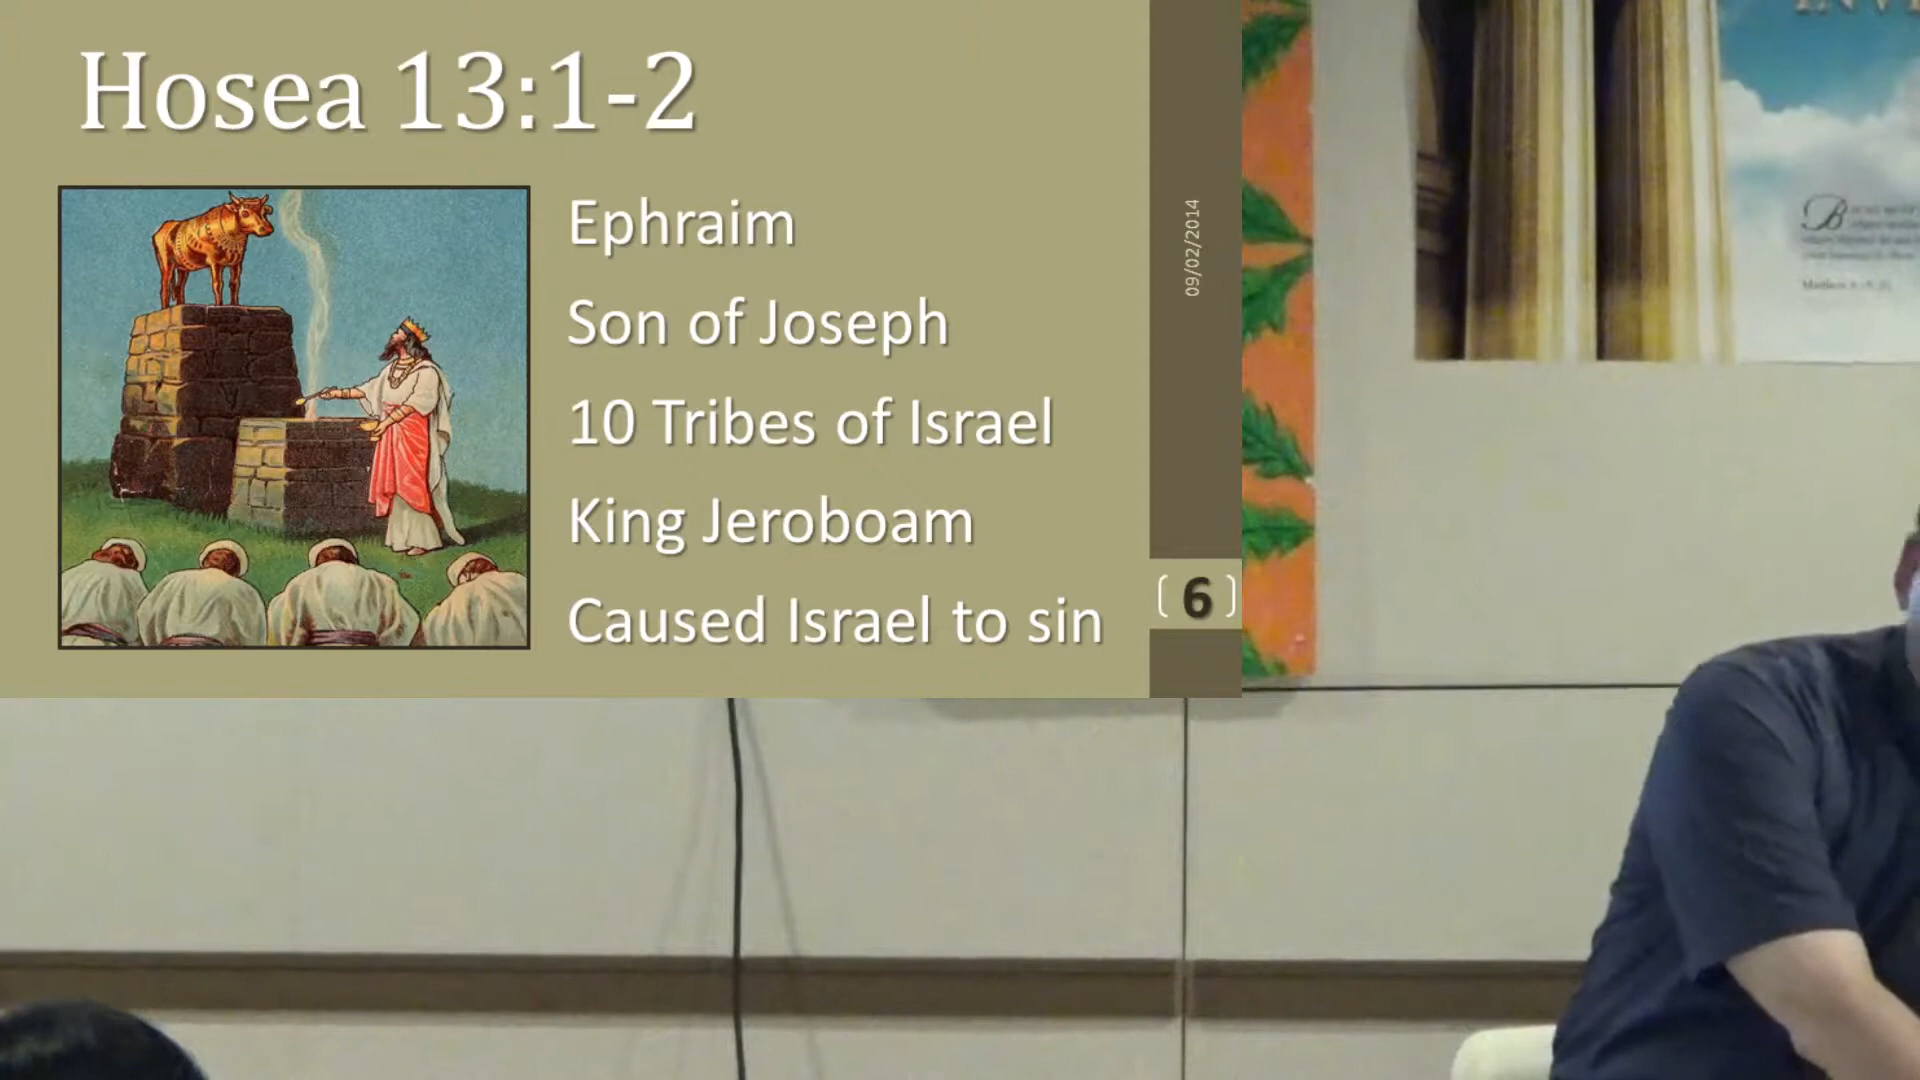 Hosea 13:1-2
Ephraim
Son of Joseph
10 Tribes of Israel
King Jeroboam
Caused Israel to sin
09/02/2014
6